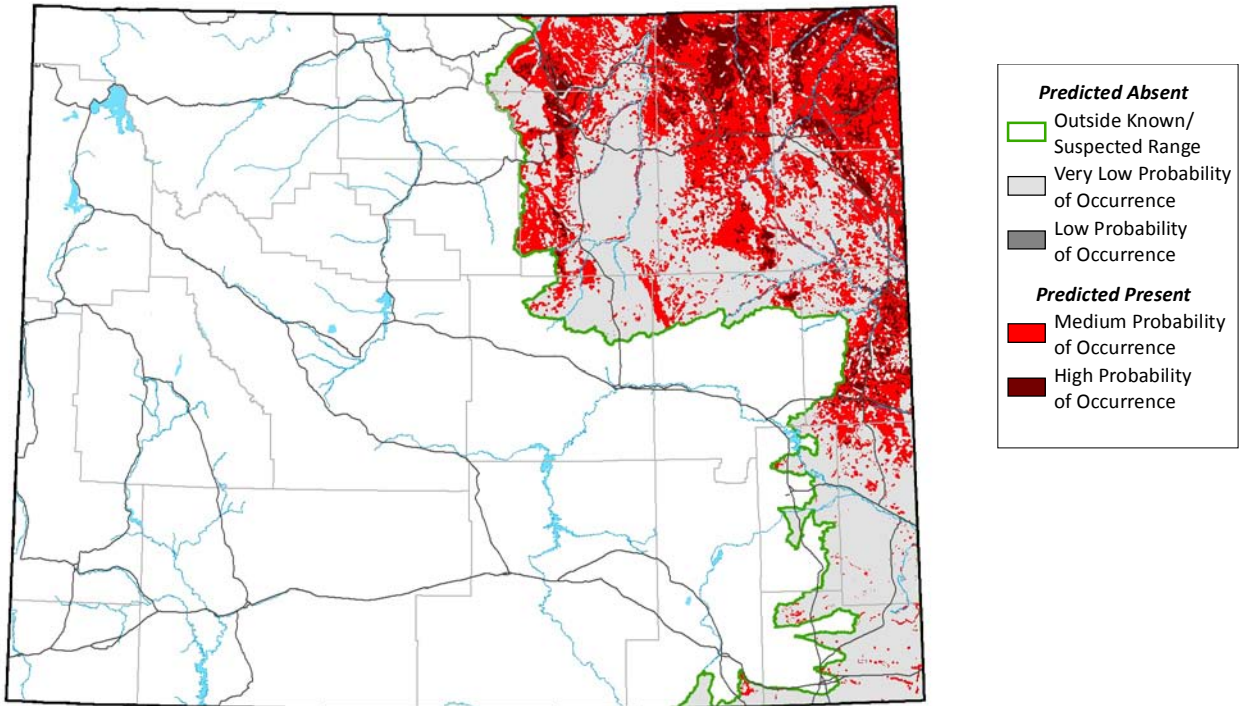 Predicted Absent
Outside Known/
Suspected Range
Very Low Probability
of Occurrence
Low Probability
of Occurrence
Predicted Present
Medium Probability
of Occurrence
High Probability
of Occurrence